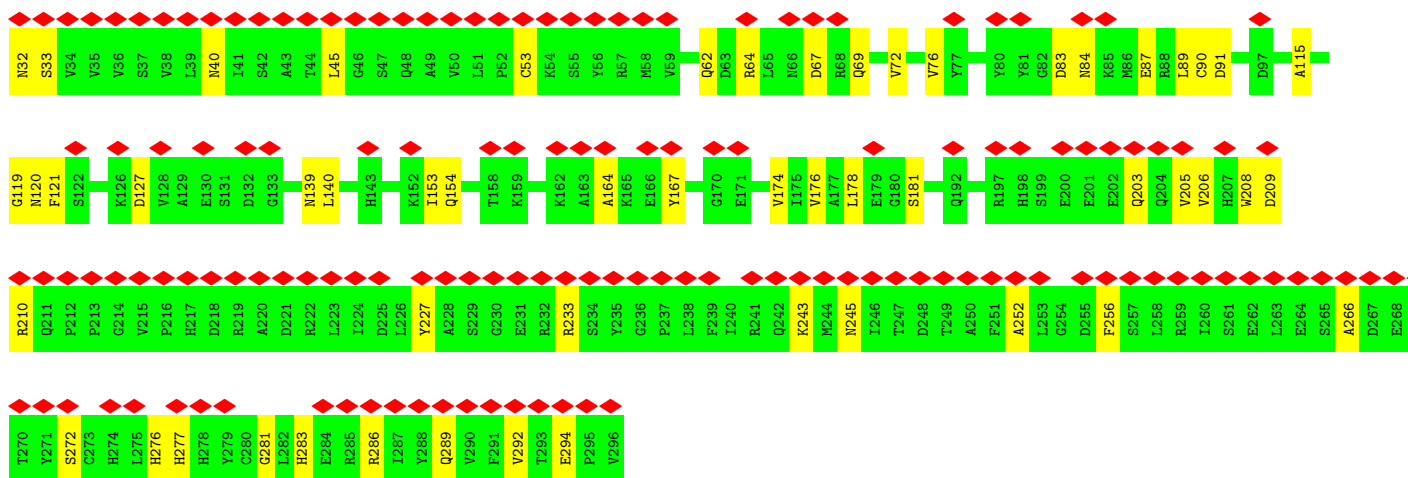 N32 S33 V34 V35 V36 S37 V38 L39 N40 I41 S42 A43 T44 L45 G46 S47 Q48 A49 V50 L51 P52 C53 K54 S55 Y56 R57 M58 V59 Q62 D63 R64 L65 N66 D67 R68 Q69 V72 V76 Y77 Y80 Y81 G82 D83 N84 K85 M86 E87 R88 L89 C90 D91 D97 A115
G119 N120 F121 S122 K126 D127 V128 A129 E130 S131 D132 G133 N139 L140 H143 K152 I153 Q154 T158 K159 K162 A163 A164 K165 E166 Y167 G170 E171 V174 I175 V176 A177 L178 E179 G180 S181 Q192 R197 H198 S199 E200 E201 E202 Q203 Q204 V205 V206 H207 W208 D209
R210 Q211 P212 P213 G214 V215 P216 H217 D218 R219 A220 D221 R222 L223 I224 D225 L226 Y227 A228 S229 G230 E231 R232 R233 S234 Y235 G236 P237 L238 F239 I240 R241 Q242 K243 M244 N245 I246 T247 D248 T249 A250 F251 A252 L253 G254 D255 F256 S257 L258 R259 I260 S261 E262 L263 E264 S265 A266 D267 E268
T270 Y271 S272 C273 H274 L275 H276 H277 H278 Y279 C280 G281 L282 H283 E284 R285 R286 I287 Y288 Q289 V290 F291 V292 T293 E294 P295 V296